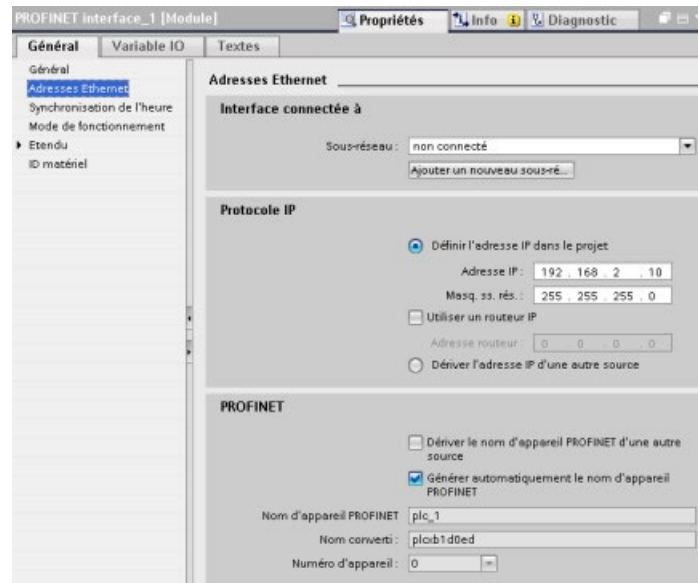 PROFINET interface_1 [Module]
Propriétés
Info
Diagnostic
Général
Variable IO
Textes
Général
Adresses Ethernet
Synchronisation de l'heure
Mode de fonctionnement
Etendu
ID matériel
Adresses Ethernet
Interface connectée à
Sous-réseau :
non connecté
Ajouter un nouveau sous-ré...
Protocole IP
Définir l'adresse IP dans le projet
Adresse IP :
192 . 168 . 2 . 10
Masq. ss. rés. :
255 . 255 . 255 . 0
Utiliser un routeur IP
Adresse routeur :
0 . 0 . 0 . 0
Dériver l'adresse IP d'une autre source
PROFINET
Dériver le nom d'appareil PROFINET d'une autre
source
Générer automatiquement le nom d'appareil
PROFINET
Nom d'appareil PROFINET
plc_1
Nom converti :
plcxb1d0ed
Numéro d'appareil :
0